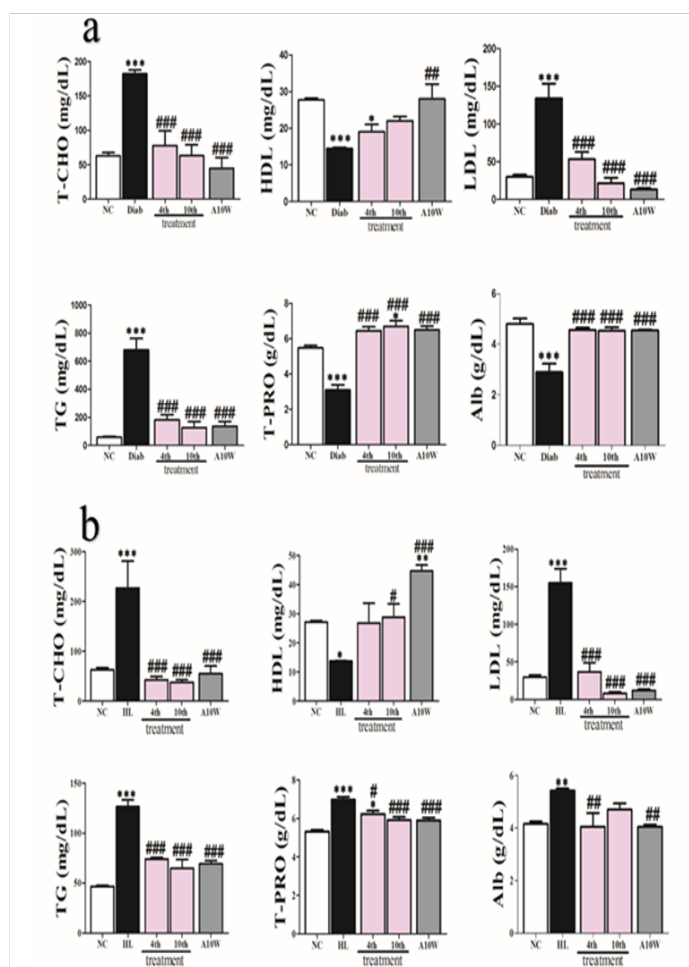 a
T-CHO (mg/dL)
200
150
100
50
0
***
###
###
###
NC Diab 4th 10th A10W
treatment
HDL (mg/dL)
40
30
20
10
0
***
*
##
NC Diab 4th 10th A10W
treatment
LDL (mg/dL)
200
150
100
50
0
***
###
###
###
NC Diab 4th 10th A10W
treatment
TG (mg/dL)
1000
800
600
400
200
0
***
###
###
###
NC Diab 4th 10th A10W
treatment
T-PRO (g/dL)
8
6
4
2
0
***
###
###
*
###
NC Diab 4th 10th A10W
treatment
Alb (g/dL)
6
4
2
0
***
###
###
###
NC Diab 4th 10th A10W
treatment
b
T-CHO (mg/dL)
300
200
100
0
***
###
###
###
NC HL 4th 10th A10W
treatment
HDL (mg/dL)
50
40
30
20
10
0
*
#
###
**
NC HL 4th 10th A10W
treatment
LDL (mg/dL)
200
150
100
50
0
***
###
###
###
NC HL 4th 10th A10W
treatment
TG (mg/dL)
150
100
50
0
***
###
###
###
NC HL 4th 10th A10W
treatment
T-PRO (g/dL)
8
6
4
2
0
***
#
*
###
###
NC HL 4th 10th A10W
treatment
Alb (g/dL)
6
4
2
0
**
##
##
NC HL 4th 10th A10W
treatment